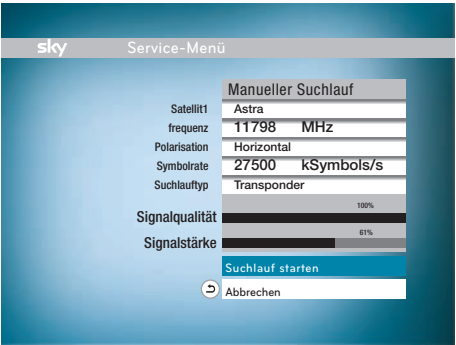 sky Service-Menü
Manueller Suchlauf
Satellit1 Astra
frequenz 11798 MHz
Polarisation Horizontal
Symbolrate 27500 kSymbols/s
Suchlauftyp Transponder
100%
Signalqualität
61%
Signalstärke
Suchlauf starten
Abbrechen